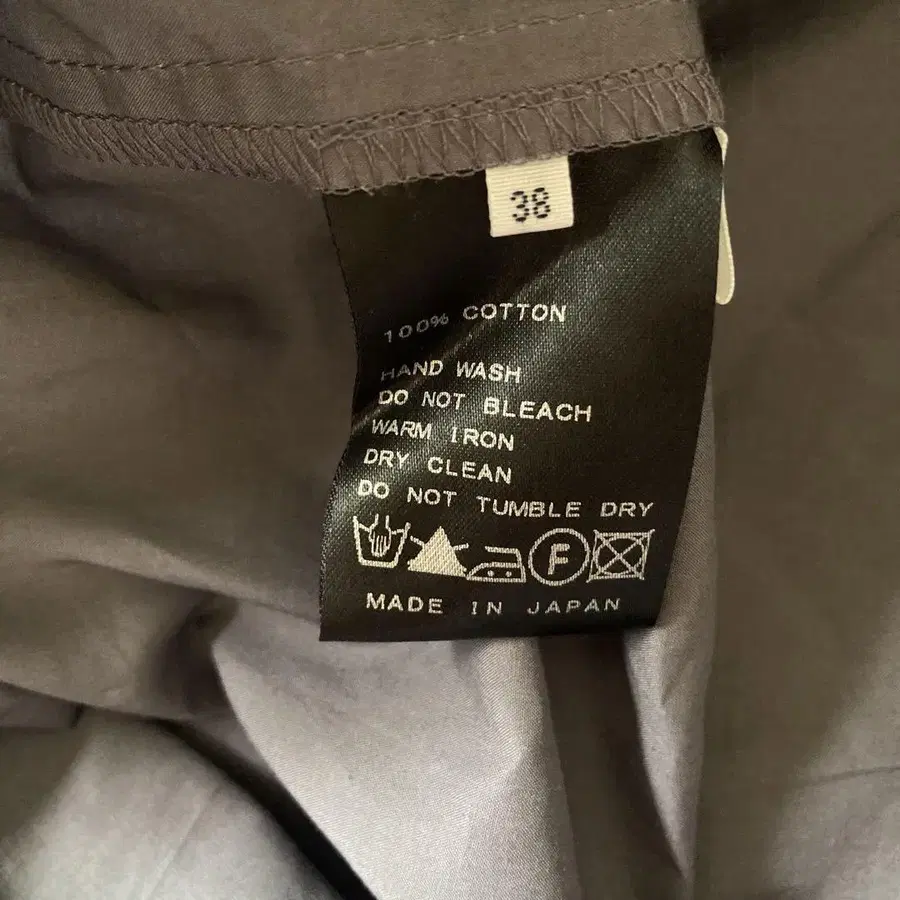 38
100% COTTON
HAND WASH
DO NOT BLEACH
WARM IRON
DRY CLEAN
DO NOT TUMBLE DRY
F
MADE IN JAPAN